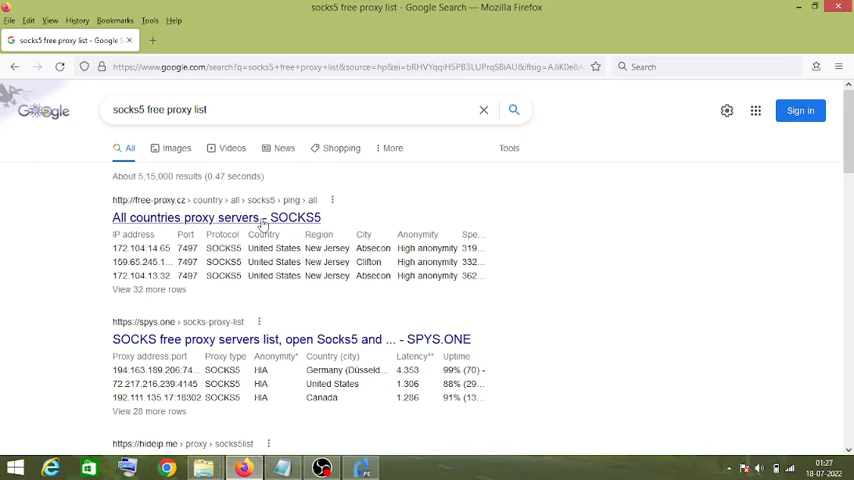 socks5 free proxy list - Google Search — Mozilla Firefox
File Edit View History Bookmarks Tools Help
socks5 free proxy list - Google S
https://www.google.com/search?q=socks5+free+proxy+list&source=hp&ei=
Search
Google
socks5 free proxy list
Sign in
All Images Videos News Shopping More Tools
About 5,15,000 results (0.47 seconds)
http://free-proxy.cz › country › all › socks5 › ping › all
All countries proxy servers - SOCKS5
IP address Port Protocol Country Region City Anonymity Spe...
172.104.14.65 7497 SOCKS5 United States New Jersey Absecon High anonymity 319...
159.65.245.1... 7497 SOCKS5 United States New Jersey Clifton High anonymity 332...
172.104.13.32 7497 SOCKS5 United States New Jersey Absecon High anonymity 362...
View 32 more rows
https://spys.one › socks-proxy-list
SOCKS free proxy servers list, open Socks5 and ... - SPYS.ONE
Proxy address:port Proxy type Anonymity* Country (city) Latency** Uptime
194.163.189.206:74... SOCKS5 HIA Germany (Düsseld... 4.353 99% (70) -
72.217.216.239:4145 SOCKS5 HIA United States 1.306 88% (29...
192.111.135.17:18302 SOCKS5 HIA Canada 1.286 91% (13...
View 28 more rows
https://hideip.me › proxy › socks5list
01:27
18-07-2022